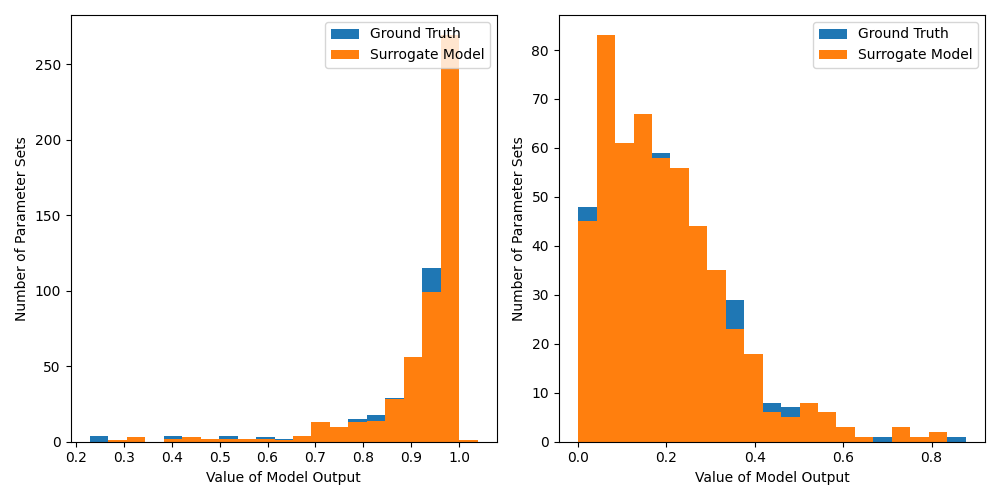 Ground Truth
Surrogate Model
250
200
150
100
50
0
Number of Parameter Sets
0.2 0.3 0.4 0.5 0.6 0.7 0.8 0.9 1.0
Value of Model Output
Ground Truth
Surrogate Model
80
70
60
50
40
30
20
10
0
Number of Parameter Sets
0.0 0.2 0.4 0.6 0.8
Value of Model Output